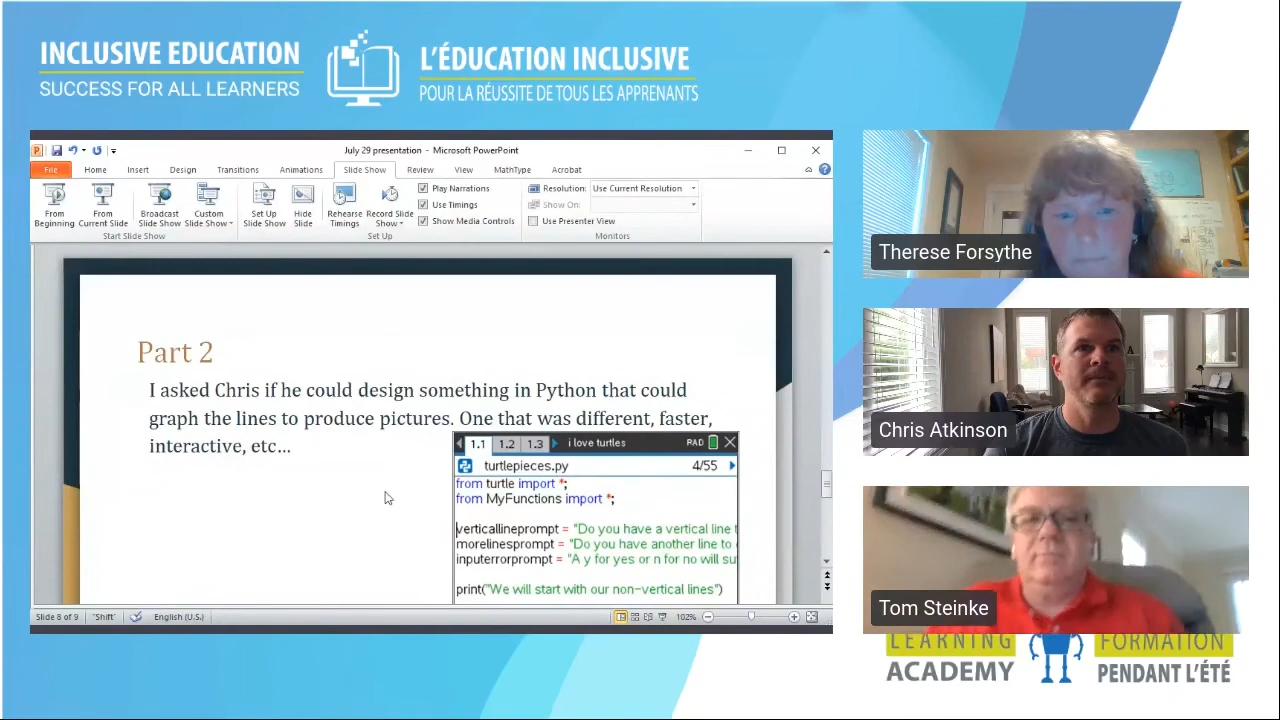 INCLUSIVE EDUCATION
SUCCESS FOR ALL LEARNERS
L'ÉDUCATION INCLUSIVE
POUR LA RÉUSSITE DE TOUS LES APPRENANTS
July 29 presentation - Microsoft PowerPoint
File Home Insert Design Transitions Animations Slide Show Review View MathType Acrobat
From Beginning
From Current Slide
Broadcast Slide Show
Custom Slide Show
Start Slide Show
Set Up Slide Show
Hide Slide
Rehearse Timings
Record Slide Show
Play Narrations
Use Timings
Show Media Controls
Set Up
Resolution: Use Current Resolution
Show On:
Use Presenter View
Monitors
Part 2
I asked Chris if he could design something in Python that could
graph the lines to produce pictures. One that was different, faster,
interactive, etc...
1.1 1.2 1.3 i love turtles RAD
turtlepieces.py 4/55
from turtle import *;
from MyFunctions import *;
verticallineprompt = "Do you have a vertical line
morelinesprompt = "Do you have another line to
inputerrorprompt = "A y for yes or n for no will
print("We will start with our non-vertical lines")
Slide 8 of 9 "Shift" English (U.S.) 102%
Therese Forsythe
Chris Atkinson
Tom Steinke
LEARNING
ACADEMY
FORMATION
PENDANT L'ÉTÉ